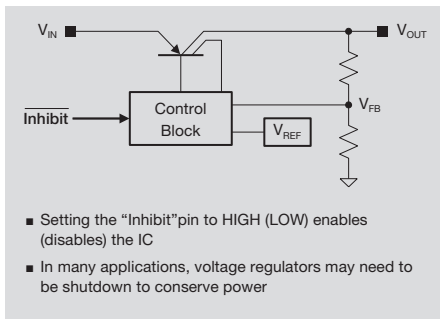 VIN
VOUT
Inhibit
Control
Block
VFB
VREF
■ Setting the “Inhibit”pin to HIGH (LOW) enables
(disables) the IC
■ In many applications, voltage regulators may need to
be shutdown to conserve power